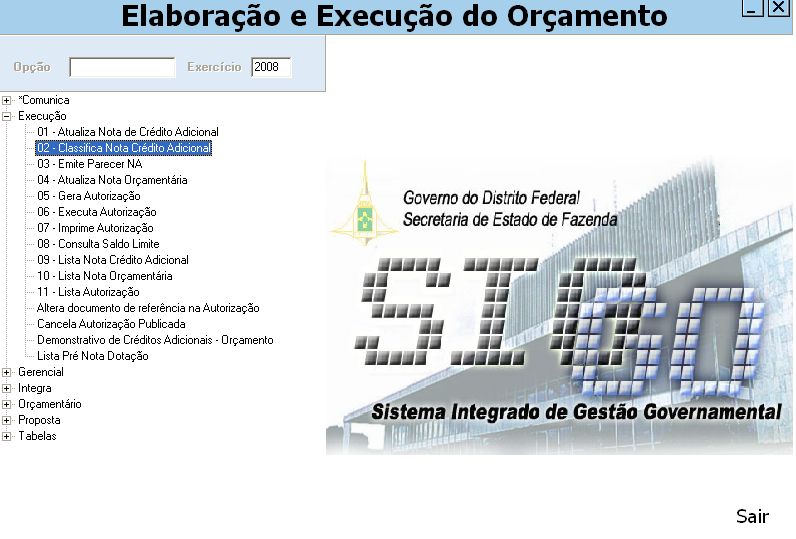 Elaboração e Execução do Orçamento
Opção
Exercício 2008
*Comunica
Execução
01 - Atualiza Nota de Crédito Adicional
02 - Classifica Nota Crédito Adicional
03 - Emite Parecer NA
04 - Atualiza Nota Orçamentária
05 - Gera Autorização
06 - Executa Autorização
07 - Imprime Autorização
08 - Consulta Saldo Limite
09 - Lista Nota Crédito Adicional
10 - Lista Nota Orçamentária
11 - Lista Autorização
Altera documento de referência na Autorização
Cancela Autorização Publicada
Demonstrativo de Créditos Adicionais - Orçamento
Lista Pré Nota Dotação
Gerencial
Integra
Orçamentário
Proposta
Tabelas
Governo do Distrito Federal
Secretaria de Estado de Fazenda
SIGGO
Sistema Integrado de Gestão Governamental
Sair